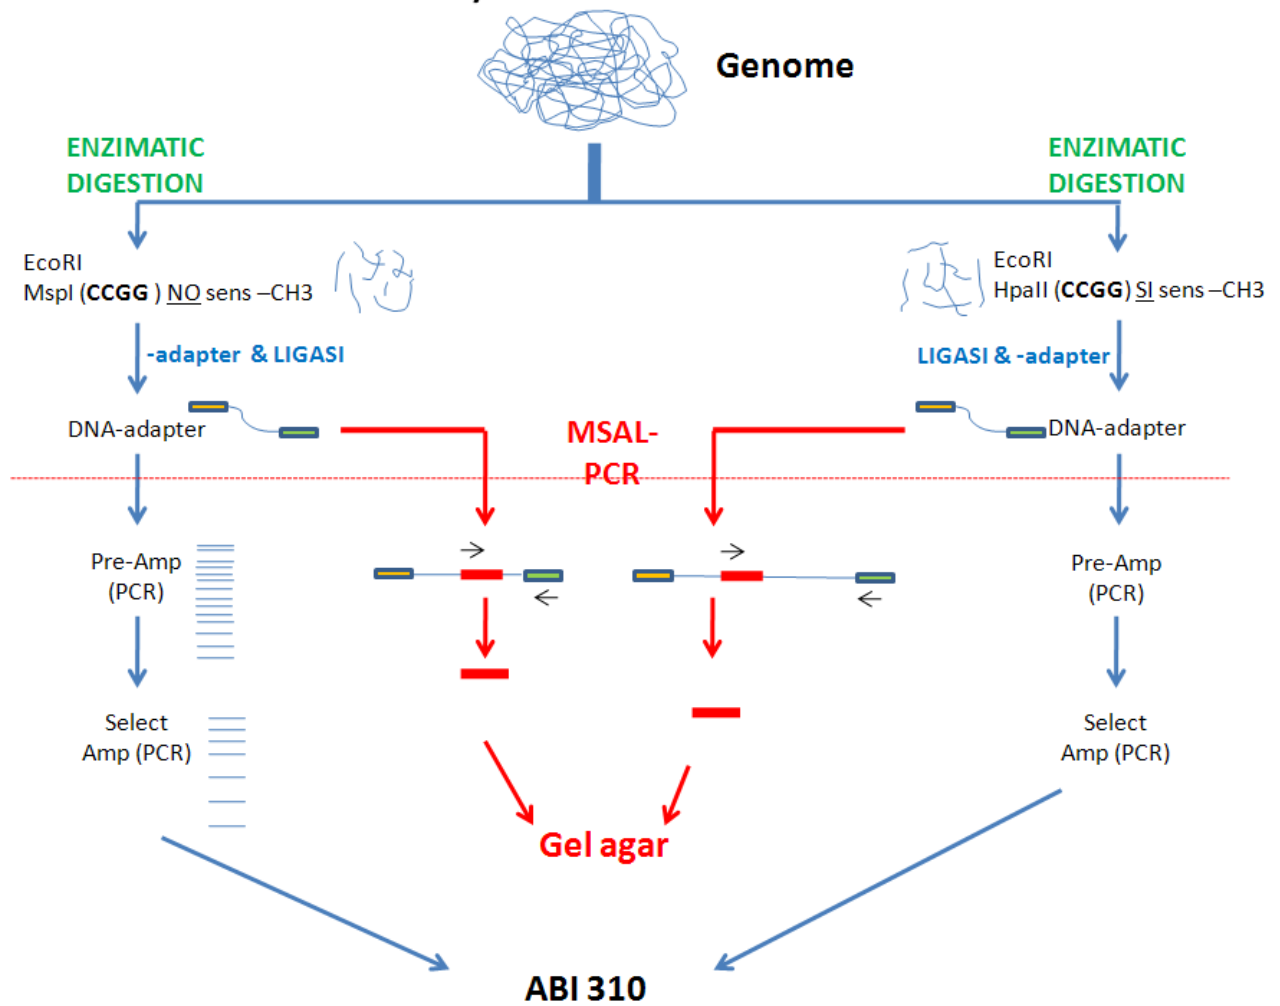 Genome
ENZIMATIC
DIGESTION
ENZIMATIC
DIGESTION
EcoRI
MspI (CCGG ) NO sens –CH3
EcoRI
HpaII (CCGG) SI sens –CH3
-adapter & LIGASI
LIGASI & -adapter
DNA-adapter
MSAL-
PCR
DNA-adapter
Pre-Amp
(PCR)
Pre-Amp
(PCR)
Select
Amp (PCR)
Select
Amp (PCR)
Gel agar
ABI 310